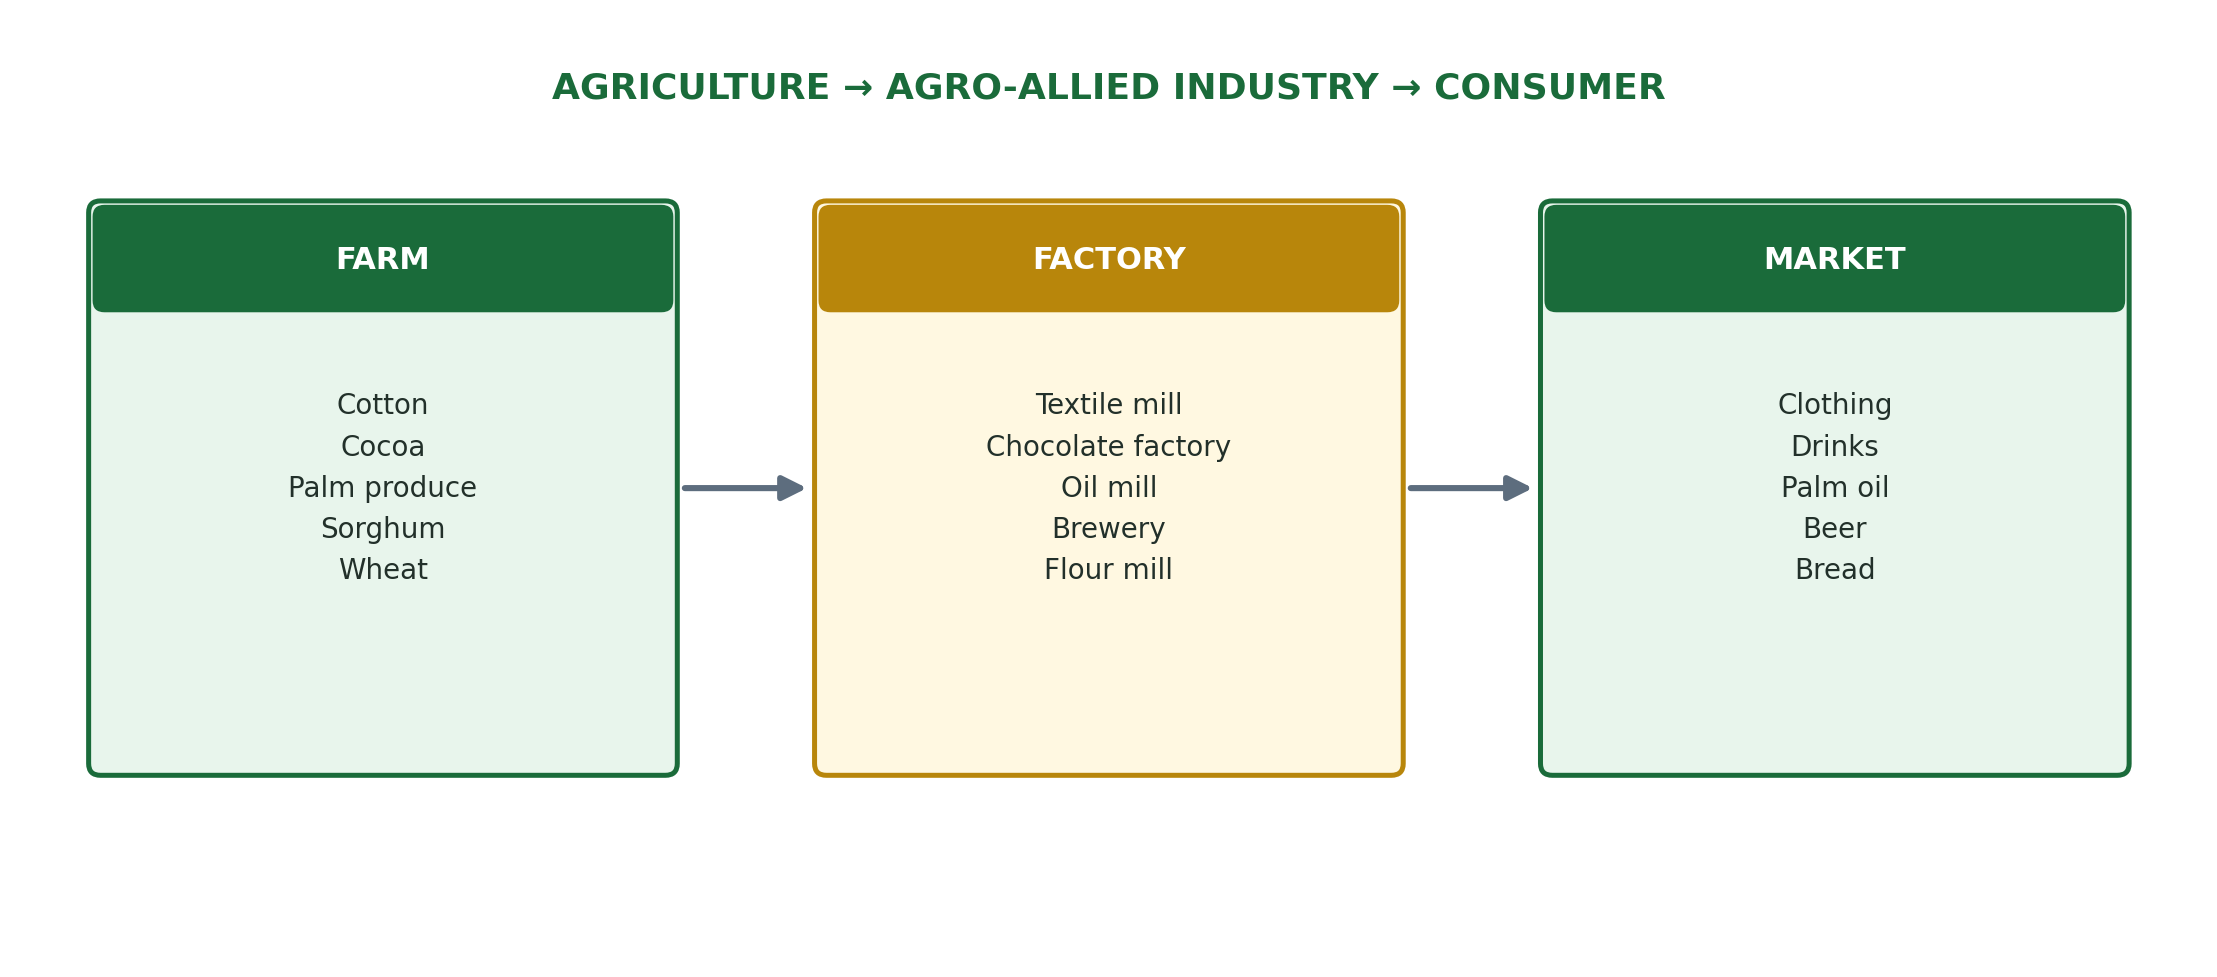 AGRICULTURE → AGRO-ALLIED INDUSTRY → CONSUMER
FARM
Cotton
Cocoa
Palm produce
Sorghum
Wheat
FACTORY
Textile mill
Chocolate factory
Oil mill
Brewery
Flour mill
MARKET
Clothing
Drinks
Palm oil
Beer
Bread